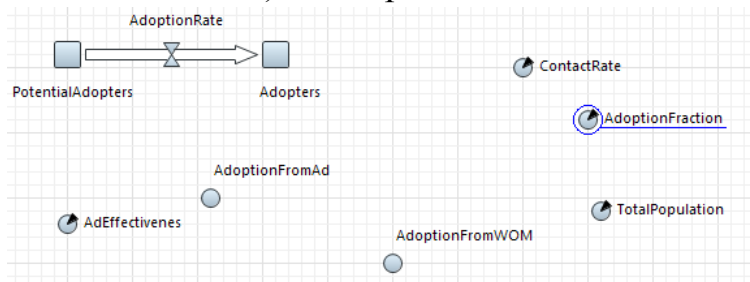 AdoptionRate
PotentialAdopters
Adopters
ContactRate
AdoptionFraction
AdoptionFromAd
AdEffectivenes
TotalPopulation
AdoptionFromWOM